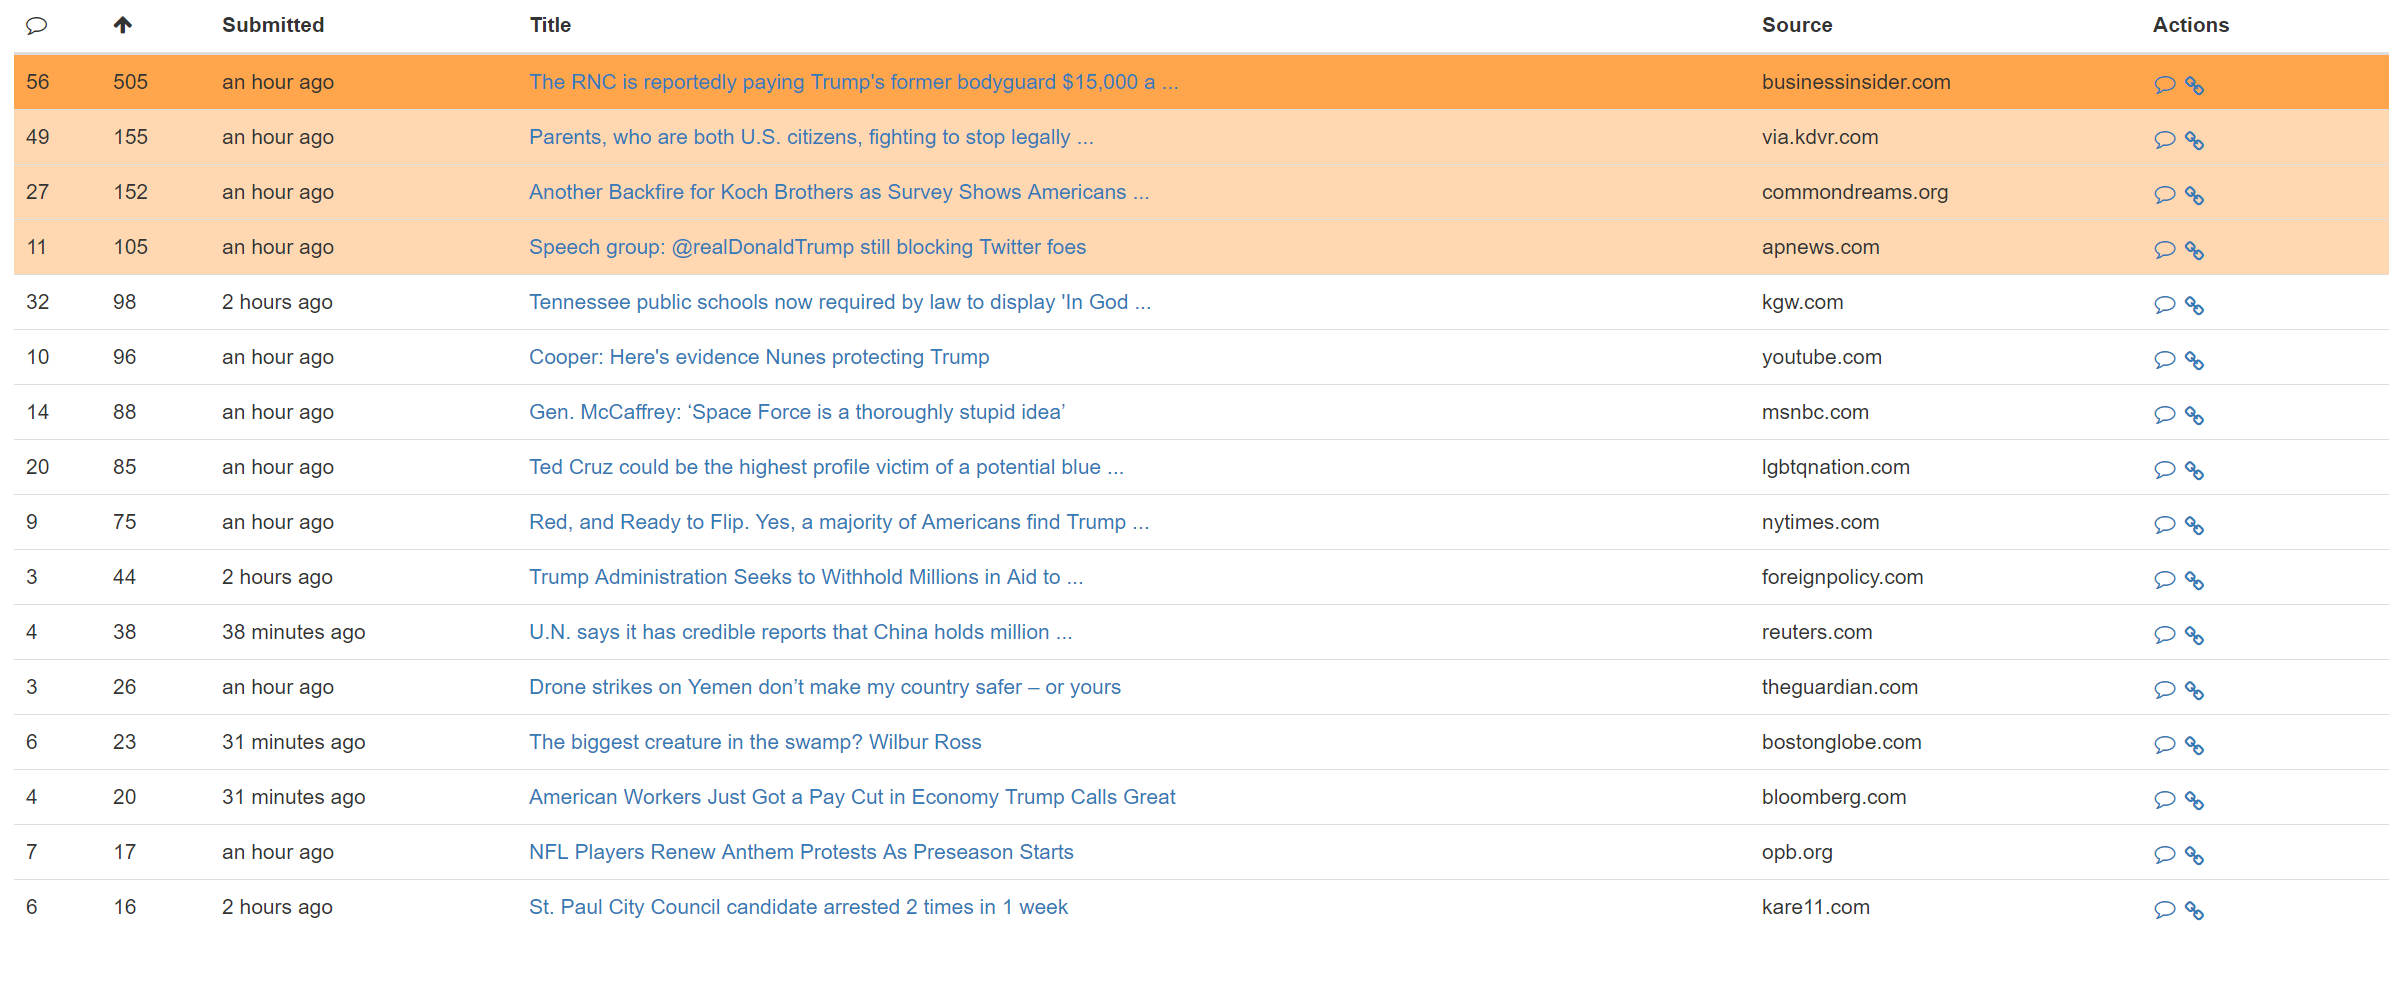 Submitted Title Source Actions
56 505 an hour ago The RNC is reportedly paying Trump's former bodyguard $15,000 a ... businessinsider.com
49 155 an hour ago Parents, who are both U.S. citizens, fighting to stop legally ... via.kdvr.com
27 152 an hour ago Another Backfire for Koch Brothers as Survey Shows Americans ... commondreams.org
11 105 an hour ago Speech group: @realDonaldTrump still blocking Twitter foes apnews.com
32 98 2 hours ago Tennessee public schools now required by law to display 'In God ... kgw.com
10 96 an hour ago Cooper: Here's evidence Nunes protecting Trump youtube.com
14 88 an hour ago Gen. McCaffrey: ‘Space Force is a thoroughly stupid idea’ msnbc.com
20 85 an hour ago Ted Cruz could be the highest profile victim of a potential blue ... lgbtqnation.com
9 75 an hour ago Red, and Ready to Flip. Yes, a majority of Americans find Trump ... nytimes.com
3 44 2 hours ago Trump Administration Seeks to Withhold Millions in Aid to ... foreignpolicy.com
4 38 38 minutes ago U.N. says it has credible reports that China holds million ... reuters.com
3 26 an hour ago Drone strikes on Yemen don’t make my country safer – or yours theguardian.com
6 23 31 minutes ago The biggest creature in the swamp? Wilbur Ross bostonglobe.com
4 20 31 minutes ago American Workers Just Got a Pay Cut in Economy Trump Calls Great bloomberg.com
7 17 an hour ago NFL Players Renew Anthem Protests As Preseason Starts opb.org
6 16 2 hours ago St. Paul City Council candidate arrested 2 times in 1 week kare11.com